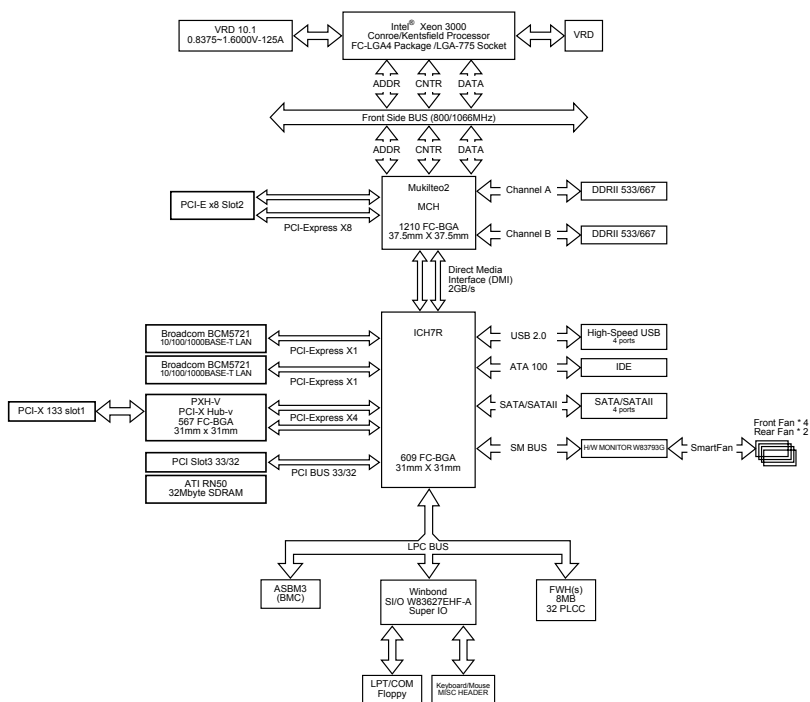 VRD 10.1
0.8375~1.6000V-125A
Intel® Xeon 3000
Conroe/Kentsfield Processor
FC-LGA4 Package /LGA-775 Socket
VRD
ADDR
CNTR
DATA
Front Side BUS (800/1066MHz)
ADDR
CNTR
DATA
PCI-E x8 Slot2
PCI-Express X8
Mukilteo2
MCH
1210 FC-BGA
37.5mm X 37.5mm
Channel A
DDRII 533/667
Channel B
DDRII 533/667
Direct Media
Interface (DMI)
2GB/s
Broadcom BCM5721
10/100/1000BASE-T LAN
PCI-Express X1
Broadcom BCM5721
10/100/1000BASE-T LAN
PCI-Express X1
PCI-X 133 slot1
PXH-V
PCI-X Hub-v
567 FC-BGA
31mm x 31mm
PCI-Express X4
PCI Slot3 33/32
PCI BUS 33/32
ATI RN50
32Mbyte SDRAM
ICH7R
609 FC-BGA
31mm X 31mm
USB 2.0
High-Speed USB
4 ports
ATA 100
IDE
SATA/SATAII
SATA/SATAII
4 ports
SM BUS
H/W MONITOR W83793G
SmartFan
Front Fan * 4
Rear Fan * 2
LPC BUS
ASBM3
(BMC)
Winbond
SI/O W83627EHF-A
Super IO
FWH(s)
8MB
32 PLCC
LPT/COM
Floppy
Keyboard/Mouse
MISC HEADER